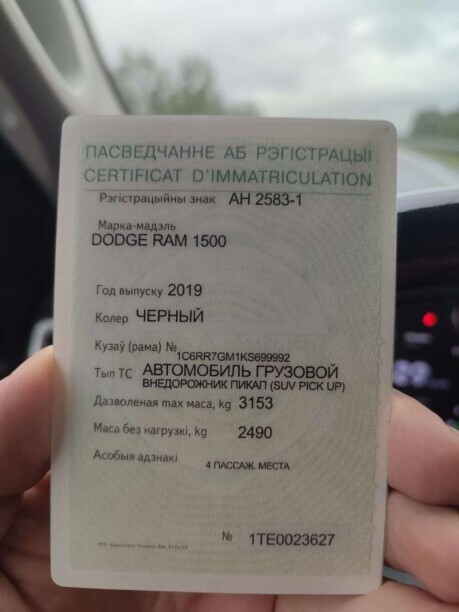 ПАСВЕДЧАННЕ АБ РЭГІСТРАЦЫІ
CERTIFICAT D'IMMATRICULATION
Рэгістрацыйны знак АН 2583-1
Марка-мадэль
DODGE RAM 1500
Год выпуску 2019
Колер ЧЕРНЫЙ
Кузаў (рама) №
1C6RR7GM1KS699992
Тып ТС АВТОМОБИЛЬ ГРУЗОВОЙ
ВНЕДОРОЖНИК ПИКАП (SUV PICK UP)
Дазволеная max маса, kg 3153
Маса без нагрузкі, kg 2490
Асобыя адзнакі
4 ПАССАЖ. МЕСТА
№ 1TE0023627